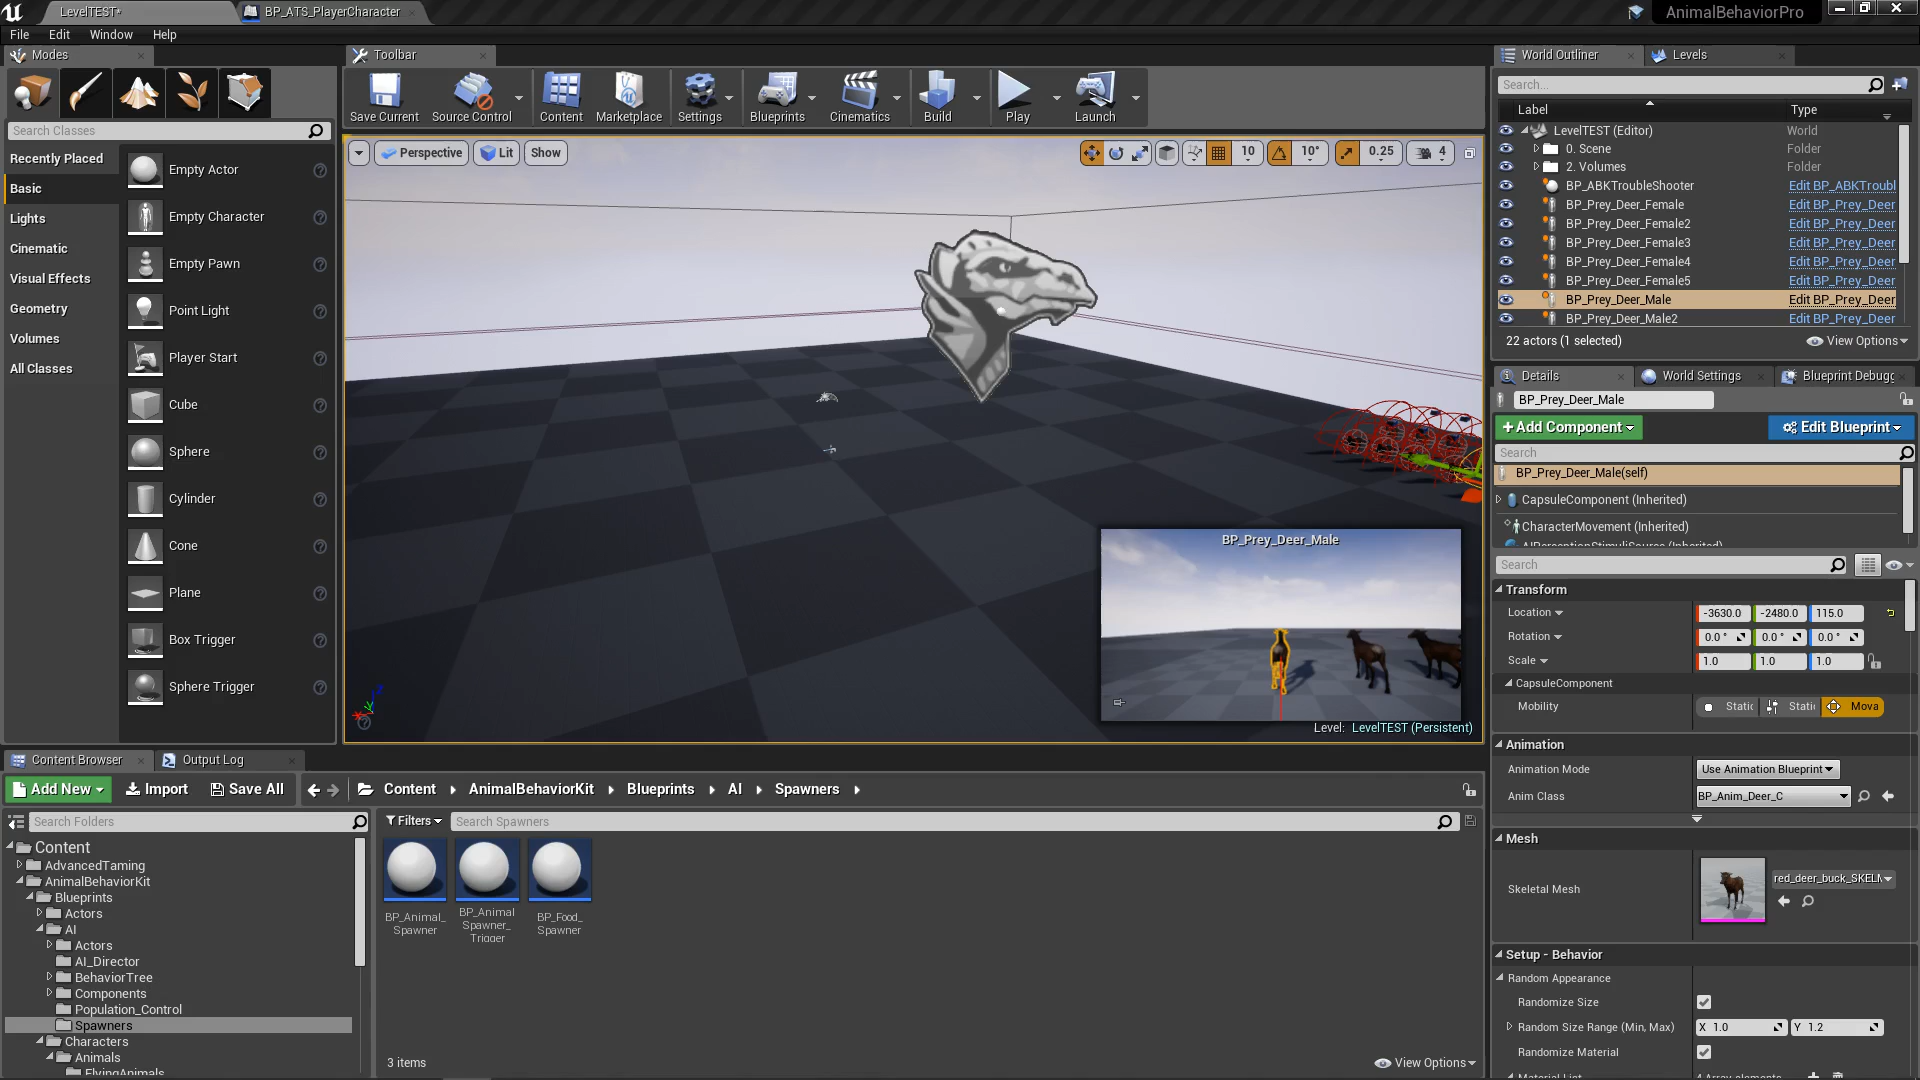 LevelTEST*
BP_ATS_PlayerCharacter
AnimalBehaviorPro
File Edit Window Help
Modes
Toolbar
World Outliner
Levels
Search Classes
Recently Placed
Basic
Lights
Cinematic
Visual Effects
Geometry
Volumes
All Classes
Empty Actor
Empty Character
Empty Pawn
Point Light
Player Start
Cube
Sphere
Cylinder
Cone
Plane
Box Trigger
Sphere Trigger
Save Current
Source Control
Content
Marketplace
Settings
Blueprints
Cinematics
Build
Play
Launch
Perspective
Lit
Show
10
10°
0.25
4
BP_Prey_Deer_Male
Level: LevelTEST (Persistent)
Search...
Label Type
LevelTEST (Editor) World
0. Scene Folder
2. Volumes Folder
BP_ABKTroubleShooter Edit BP_ABKTroubl
BP_Prey_Deer_Female Edit BP_Prey_Deer
BP_Prey_Deer_Female2 Edit BP_Prey_Deer
BP_Prey_Deer_Female3 Edit BP_Prey_Deer
BP_Prey_Deer_Female4 Edit BP_Prey_Deer
BP_Prey_Deer_Female5 Edit BP_Prey_Deer
BP_Prey_Deer_Male Edit BP_Prey_Deer
BP_Prey_Deer_Male2 Edit BP_Prey_Deer
22 actors (1 selected)
View Options
Details
World Settings
Blueprint Debugg
BP_Prey_Deer_Male
Add Component
Edit Blueprint
Search
BP_Prey_Deer_Male(self)
CapsuleComponent (Inherited)
CharacterMovement (Inherited)
AIPerceptionStimuliSource (Inherited)
Search
Transform
Location -3630.0 -2480.0 115.0
Rotation 0.0 ° 0.0 ° 0.0 °
Scale 1.0 1.0 1.0
CapsuleComponent
Mobility Static Static Mova
Animation
Animation Mode Use Animation Blueprint
Anim Class BP_Anim_Deer_C
Mesh
Skeletal Mesh red_deer_buck_SKELM
Setup - Behavior
Random Appearance
Randomize Size
Random Size Range (Min, Max) X 1.0 Y 1.2
Randomize Material
Material List 4 Array elements
Content Browser
Output Log
Add New
Import
Save All
Content AnimalBehaviorKit Blueprints AI Spawners
Search Folders
Filters
Search Spawners
Content
AdvancedTaming
AnimalBehaviorKit
Blueprints
Actors
AI
Actors
AI_Director
BehaviorTree
Components
Population_Control
Spawners
Characters
Animals
FlyingAnimals
BP_Animal_
Spawner
BP_Animal
Spawner_
Trigger
BP_Food_
Spawner
3 items
View Options